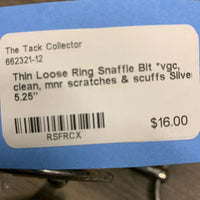 The Tack Collector
662321-12
Thin Loose Ring Snaffle Bit *vgc,
clean, mnr scratches & scuffs Silver
5.25"
$16.00
RSFRCX